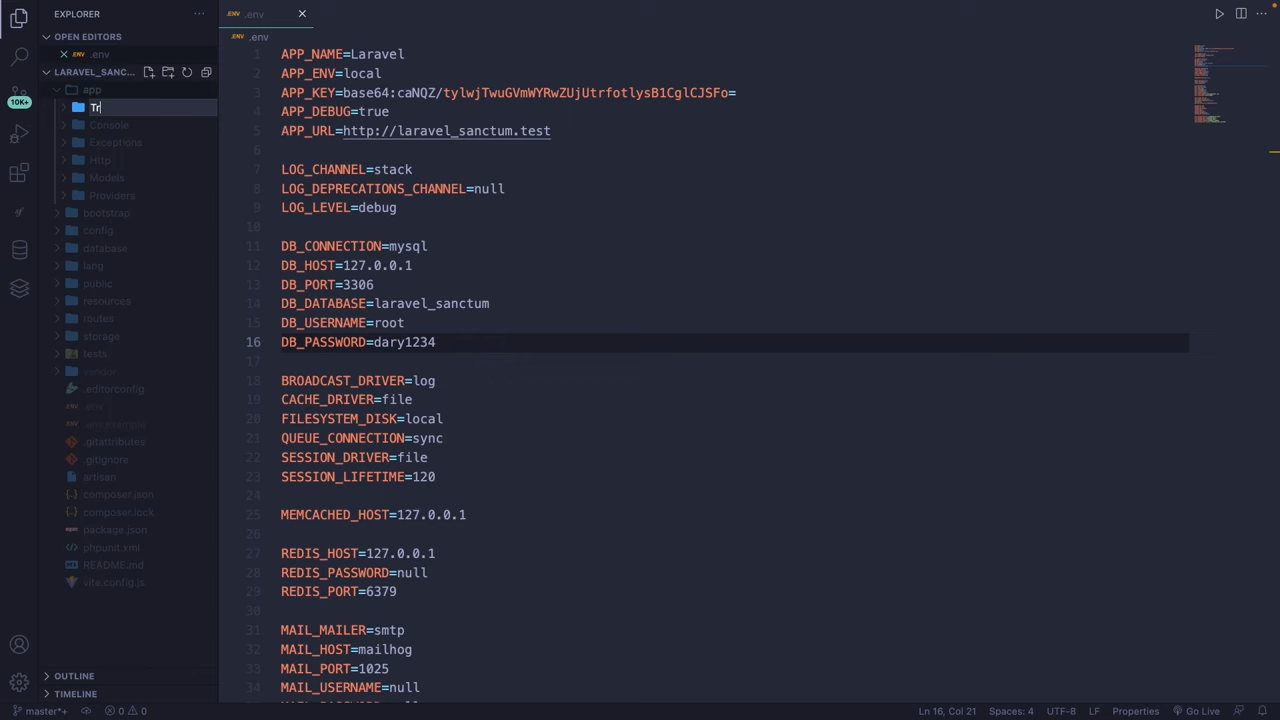 EXPLORER
OPEN EDITORS
.env
LARAVEL_SANC...
app
Tr
Console
Exceptions
Http
Models
Providers
bootstrap
config
database
lang
public
resources
routes
storage
tests
vendor
.editorconfig
.env
.env.example
.gitattributes
.gitignore
artisan
composer.json
composer.lock
package.json
phpunit.xml
README.md
vite.config.js
OUTLINE
TIMELINE
10K+
.env
.env
1 APP_NAME=Laravel
2 APP_ENV=local
3 APP_KEY=base64:caNQZ/tylwjTwuGVmWYRwZUjUtrfotlysB1CglCJSFo=
4 APP_DEBUG=true
5 APP_URL=http://laravel_sanctum.test
6
7 LOG_CHANNEL=stack
8 LOG_DEPRECATIONS_CHANNEL=null
9 LOG_LEVEL=debug
10
11 DB_CONNECTION=mysql
12 DB_HOST=127.0.0.1
13 DB_PORT=3306
14 DB_DATABASE=laravel_sanctum
15 DB_USERNAME=root
16 DB_PASSWORD=dary1234
17
18 BROADCAST_DRIVER=log
19 CACHE_DRIVER=file
20 FILESYSTEM_DISK=local
21 QUEUE_CONNECTION=sync
22 SESSION_DRIVER=file
23 SESSION_LIFETIME=120
24
25 MEMCACHED_HOST=127.0.0.1
26
27 REDIS_HOST=127.0.0.1
28 REDIS_PASSWORD=null
29 REDIS_PORT=6379
30
31 MAIL_MAILER=smtp
32 MAIL_HOST=mailhog
33 MAIL_PORT=1025
34 MAIL_USERNAME=null
master*+ 0 0 Ln 16, Col 21 Spaces: 4 UTF-8 LF Properties Go Live